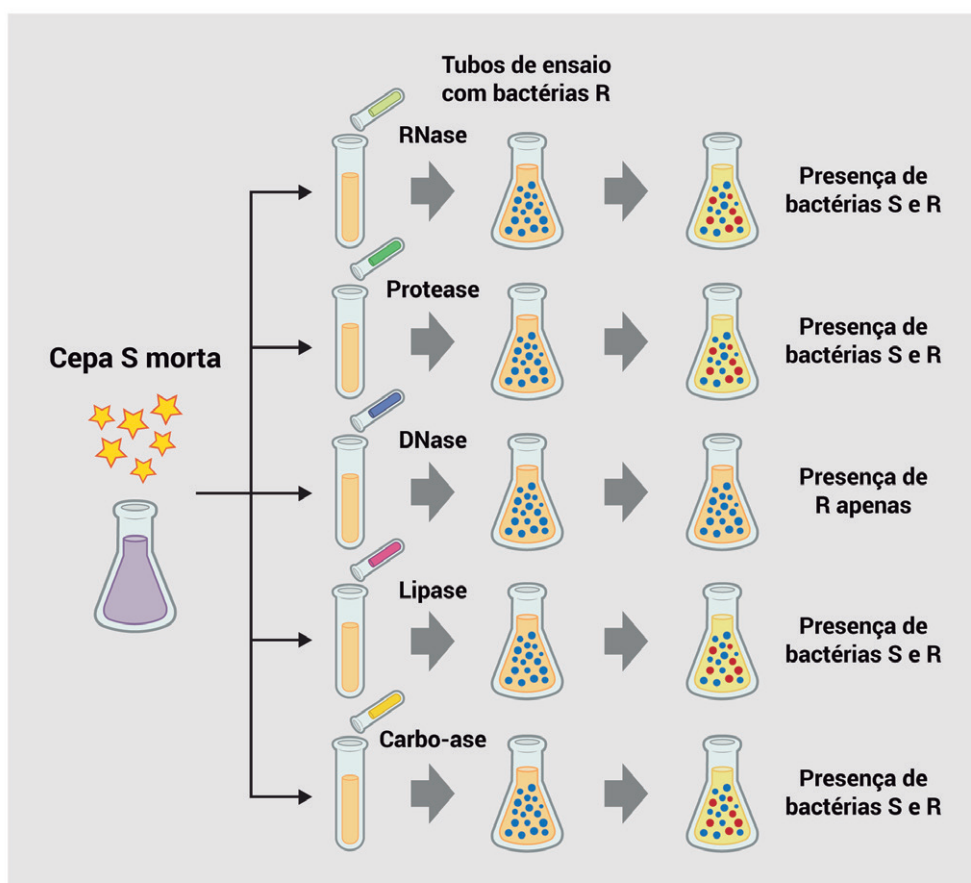 Tubos de ensaio
com bactérias R
RNase
Presença de
bactérias S e R
Protease
Presença de
bactérias S e R
Cepa S morta
DNase
Presença de
R apenas
Lipase
Presença de
bactérias S e R
Carbo-ase
Presença de
bactérias S e R